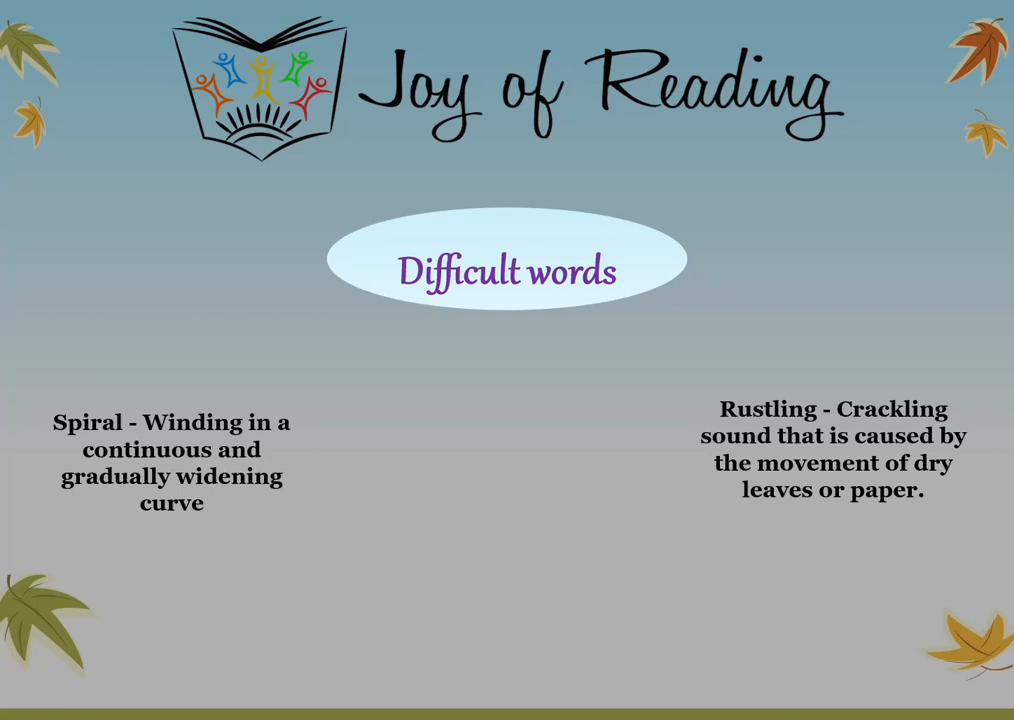 Joy of Reading
Difficult words
Spiral - Winding in a
continuous and
gradually widening
curve
Rustling - Crackling
sound that is caused by
the movement of dry
leaves or paper.